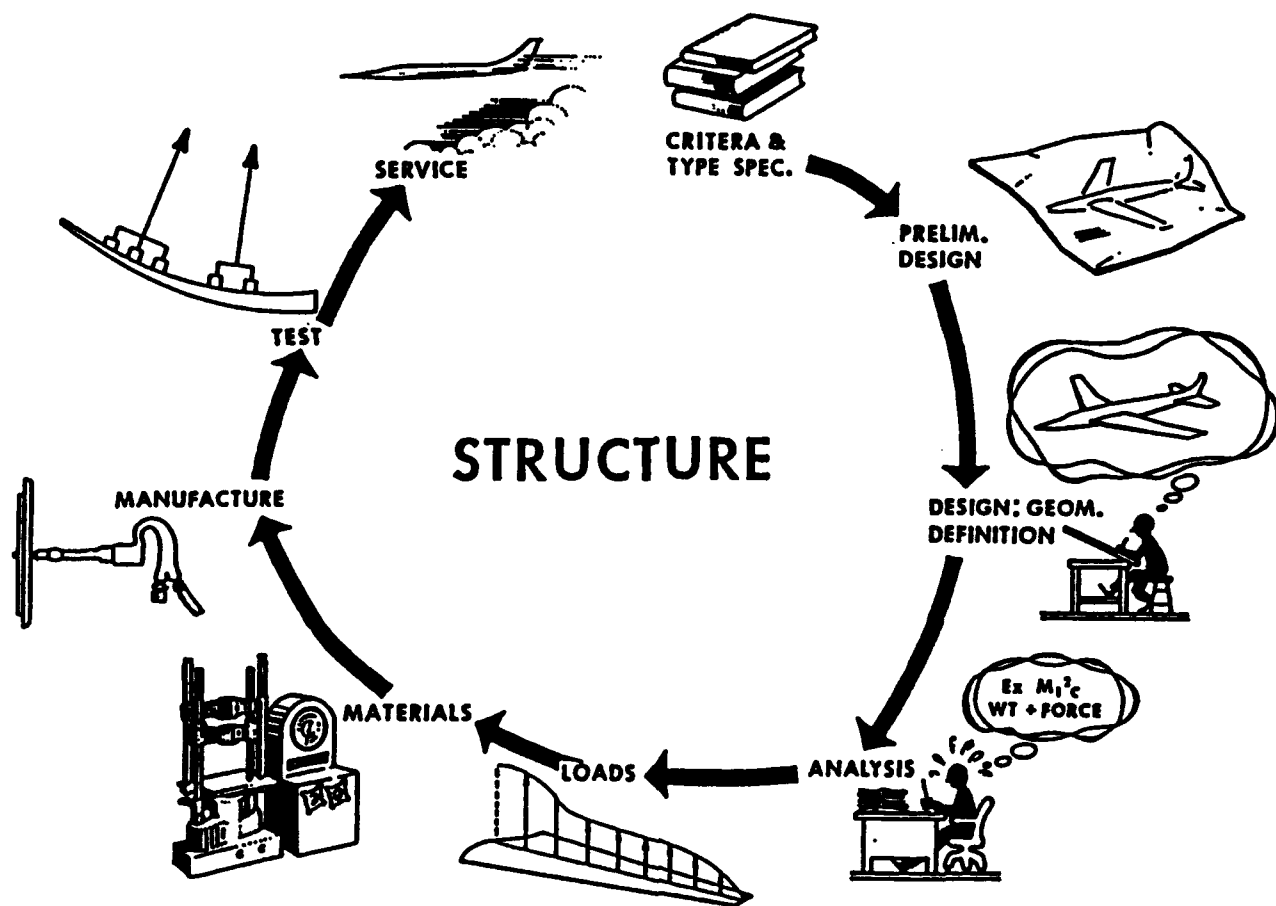 CRITERA &
TYPE SPEC.
PRELIM.
DESIGN
DESIGN: GEOM.
DEFINITION
Ex M₁²c
WT + FORCE
ANALYSIS
LOADS
MATERIALS
MANUFACTURE
TEST
SERVICE
STRUCTURE